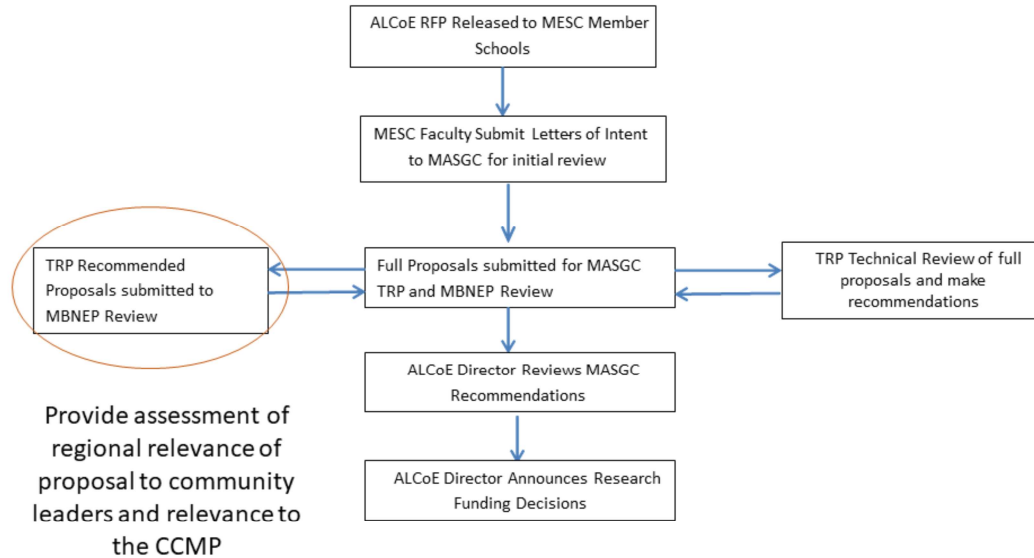 ALCoE RFP Released to MESC Member
Schools
MESC Faculty Submit Letters of Intent
to MASGC for initial review
TRP Recommended
Proposals submitted to
MBNEP Review
Full Proposals submitted for MASGC
TRP and MBNEP Review
TRP Technical Review of full
proposals and make
recommendations
ALCoE Director Reviews MASGC
Recommendations
ALCoE Director Announces Research
Funding Decisions
Provide assessment of
regional relevance of
proposal to community
leaders and relevance to
the CCMP